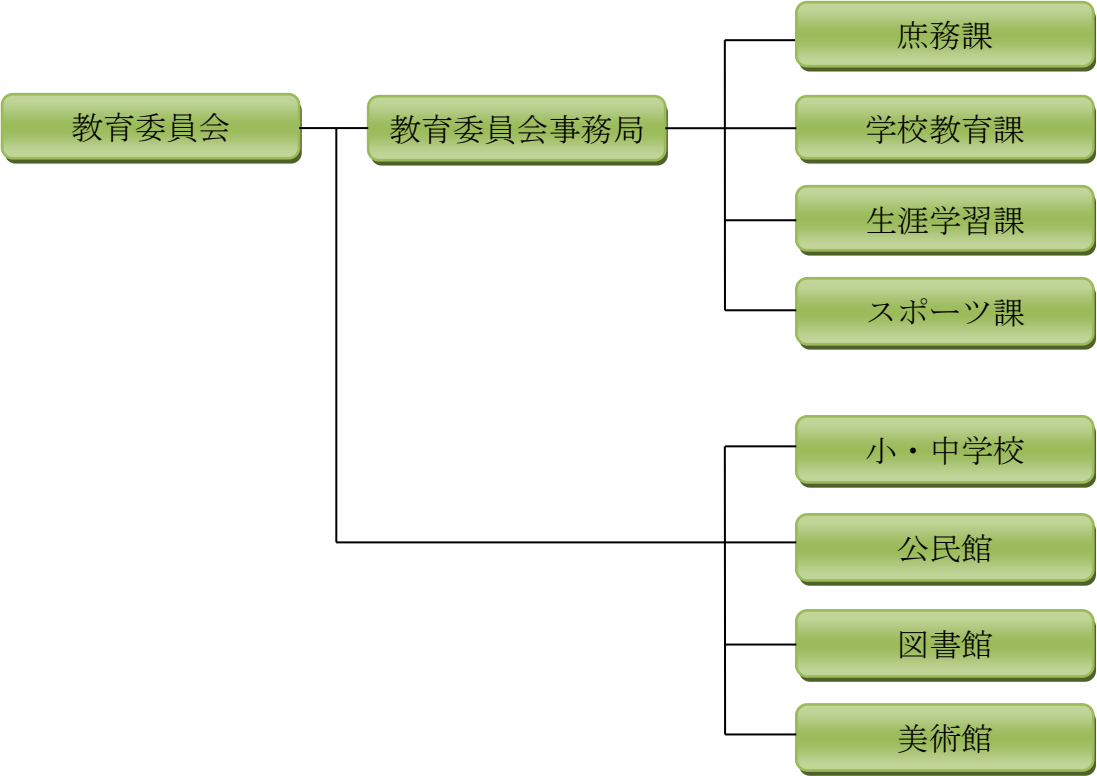 教育委員会
教育委員会事務局
庶務課
学校教育課
生涯学習課
スポーツ課
小・中学校
公民館
図書館
美術館